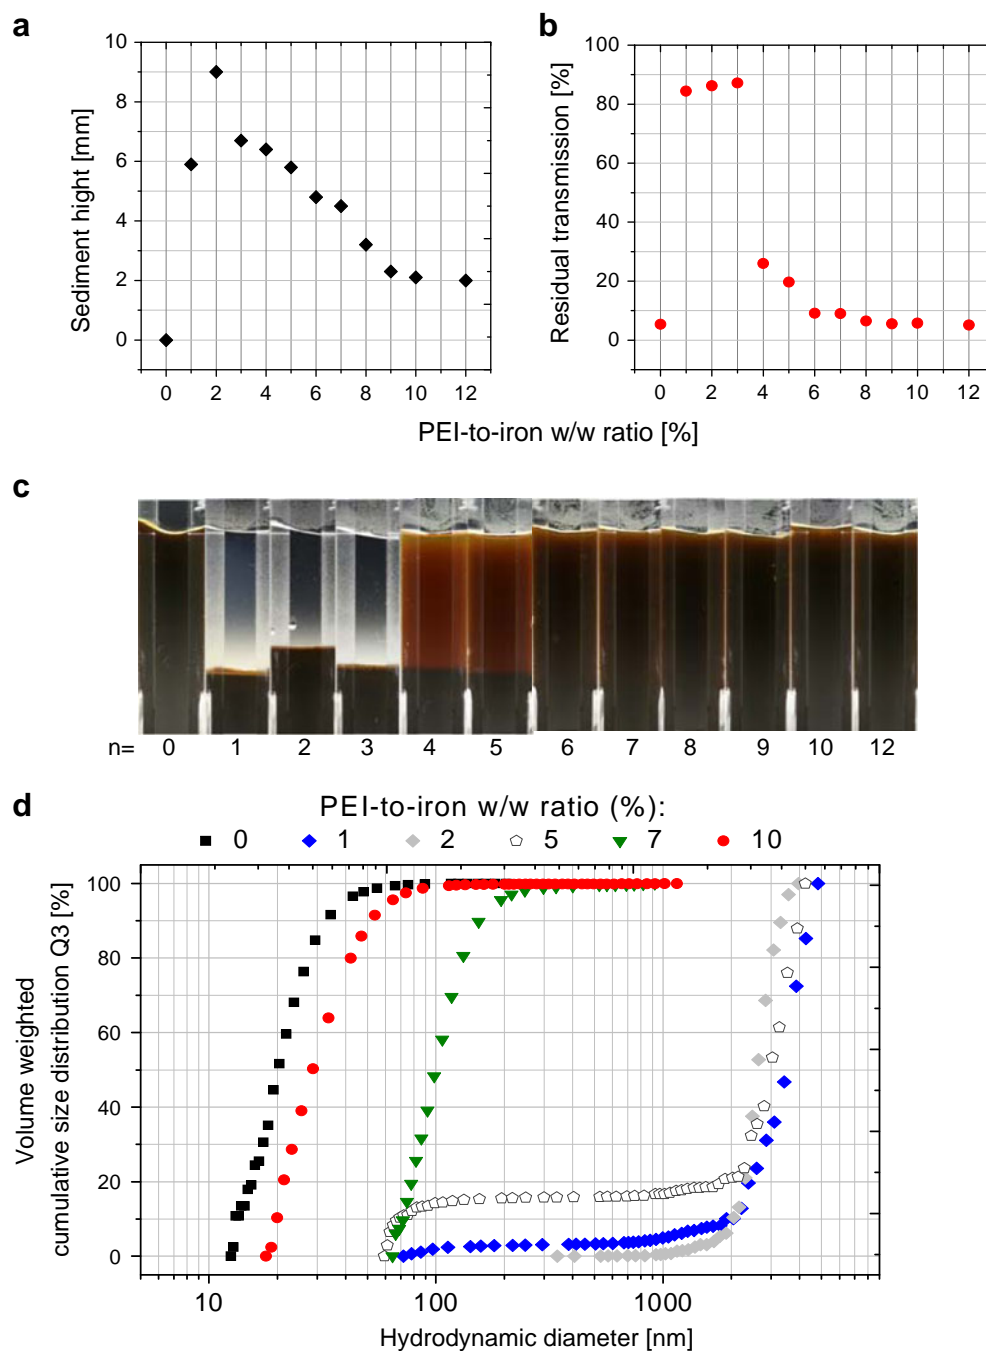 a
10
8
6
4
2
0
Sediment hight [mm]
0 2 4 6 8 10 12
b
100
80
60
40
20
0
Residual transmission [%]
0 2 4 6 8 10 12
PEI-to-iron w/w ratio [%]
c
n= 0 1 2 3 4 5 6 7 8 9 10 12
d
PEI-to-iron w/w ratio (%):
0 1 2 5 7 10
100
80
60
40
20
0
Volume weighted
cumulative size distribution Q3 [%]
10 100 1000
Hydrodynamic diameter [nm]